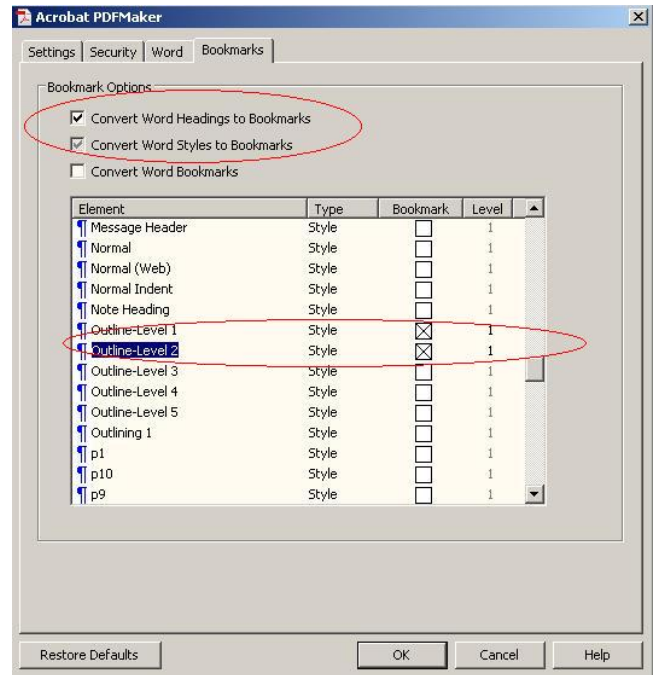 Acrobat PDFMaker
Settings Security Word Bookmarks
Bookmark Options
Convert Word Headings to Bookmarks
Convert Word Styles to Bookmarks
Convert Word Bookmarks
Element Type Bookmark Level
Message Header Style 1
Normal Style 1
Normal (Web) Style 1
Normal Indent Style 1
Note Heading Style 1
Outline-Level 1 Style 1
Outline-Level 2 Style 1
Outline-Level 3 Style 1
Outline-Level 4 Style 1
Outline-Level 5 Style 1
Outlining 1 Style 1
p1 Style 1
p10 Style 1
p9 Style 1
Restore Defaults OK Cancel Help